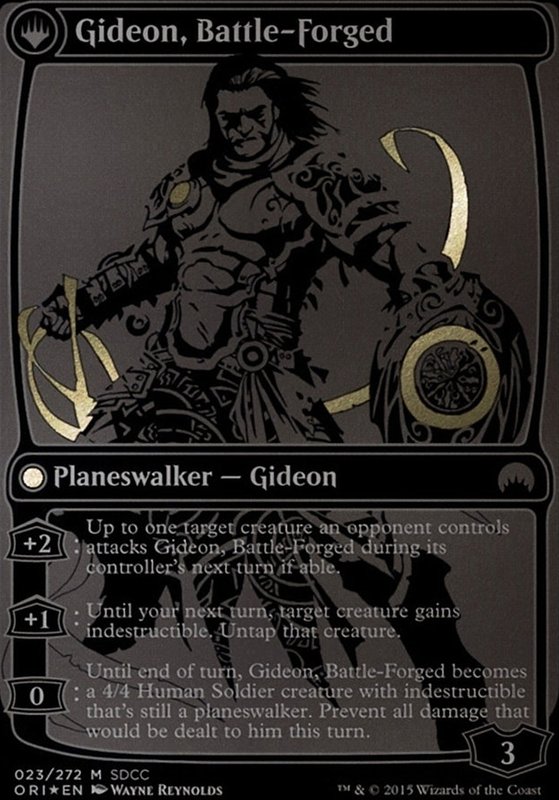 Gideon, Battle-Forged
Planeswalker — Gideon
+2 : Up to one target creature an opponent controls
attacks Gideon, Battle-Forged during its
controller's next turn if able.
+1 : Until your next turn, target creature gains
indestructible. Untap that creature.
0 : Until end of turn, Gideon, Battle-Forged becomes
a 4/4 Human Soldier creature with indestructible
that's still a planeswalker. Prevent all damage that
would be dealt to him this turn.
3
023/272 M SDCC
ORI★EN Wayne Reynolds
™ & © 2015 Wizards of the Coast